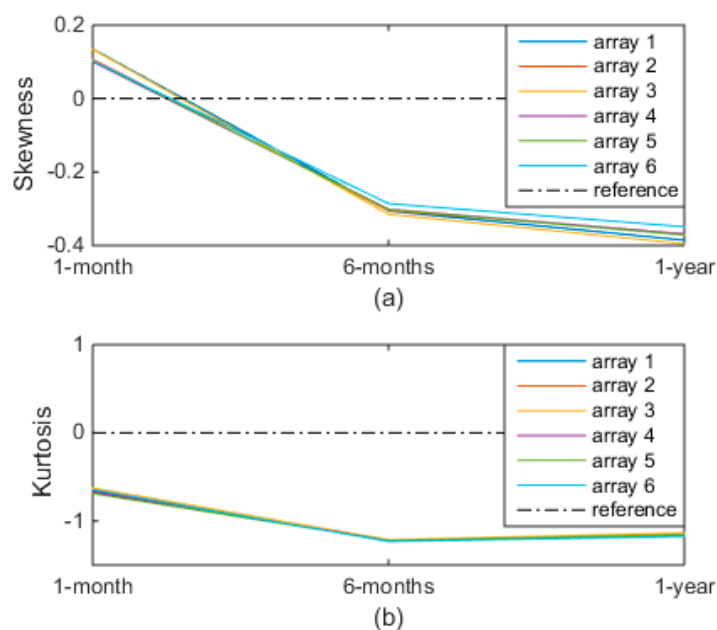 0.2
0
-0.2
-0.4
Skewness
1-month
6-months
1-year
array 1
array 2
array 3
array 4
array 5
array 6
reference
(a)
1
0
-1
Kurtosis
1-month
6-months
1-year
array 1
array 2
array 3
array 4
array 5
array 6
reference
(b)